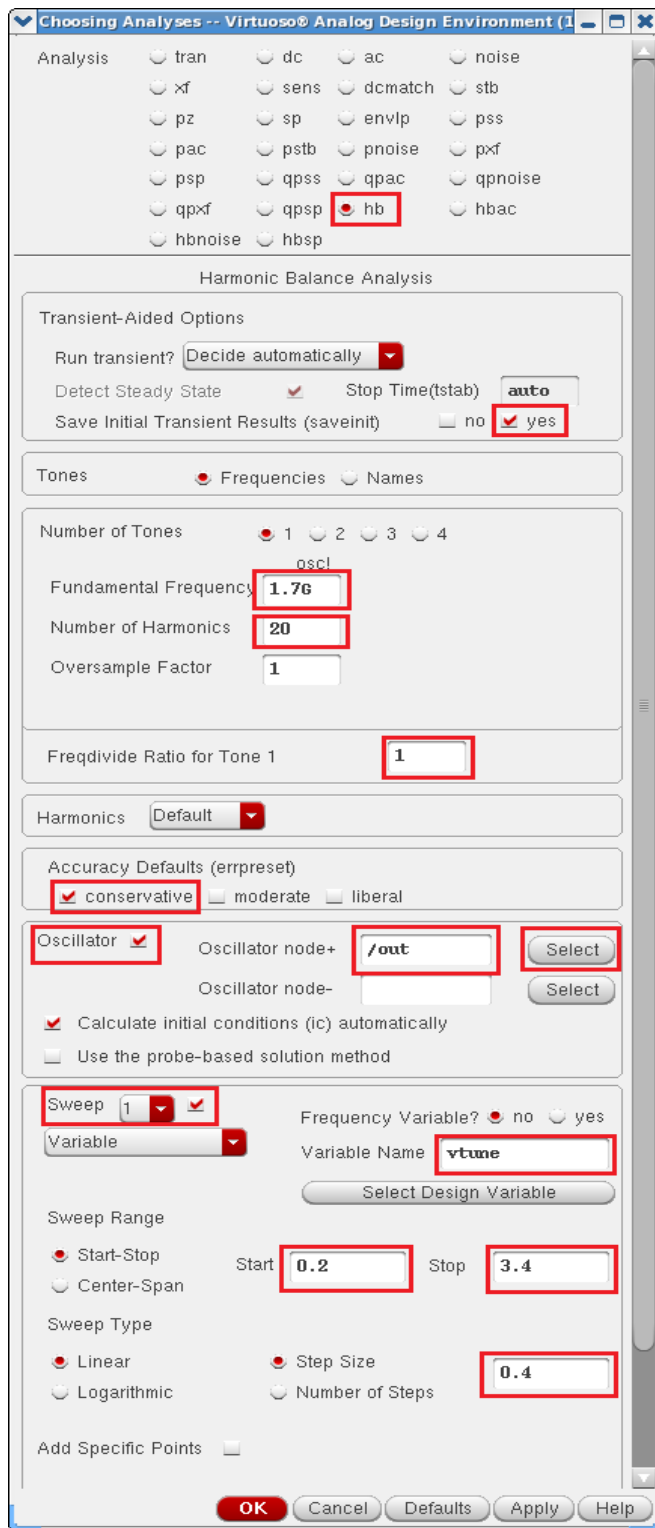 Choosing Analyses -- Virtuoso® Analog Design Environment (1
Analysis tran dc ac noise
xf sens dcmatch stb
pz sp envlp pss
pac pstb pnoise pxf
psp qpss qpac qpnoise
qpxf qpsp hb hbac
hbnoise hbsp
Harmonic Balance Analysis
Transient-Aided Options
Run transient? Decide automatically
Detect Steady State Stop Time(tstab) auto
Save Initial Transient Results (saveinit) no yes
Tones Frequencies Names
Number of Tones 1 2 3 4
osc!
Fundamental Frequency 1.7G
Number of Harmonics 20
Oversample Factor 1
Freqdivide Ratio for Tone 1 1
Harmonics Default
Accuracy Defaults (errpreset)
conservative moderate liberal
Oscillator Oscillator node+ /out Select
Oscillator node- Select
Calculate initial conditions (ic) automatically
Use the probe-based solution method
Sweep 1 Frequency Variable? no yes
Variable Variable Name vtune
Select Design Variable
Sweep Range
Start-Stop Start 0.2 Stop 3.4
Center-Span
Sweep Type
Linear Step Size 0.4
Logarithmic Number of Steps
Add Specific Points
OK Cancel Defaults Apply Help